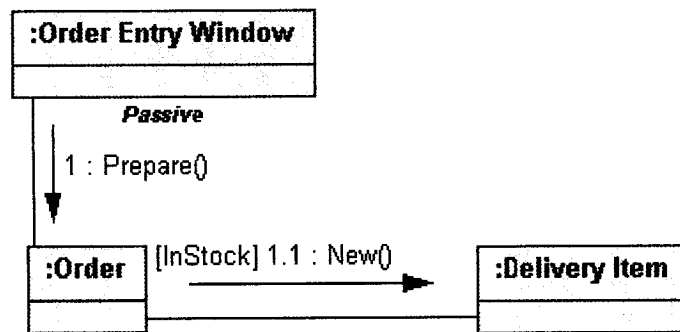 :Order Entry Window
Passive
1 : Prepare()
[InStock] 1.1 : New()
:Order
:Delivery Item